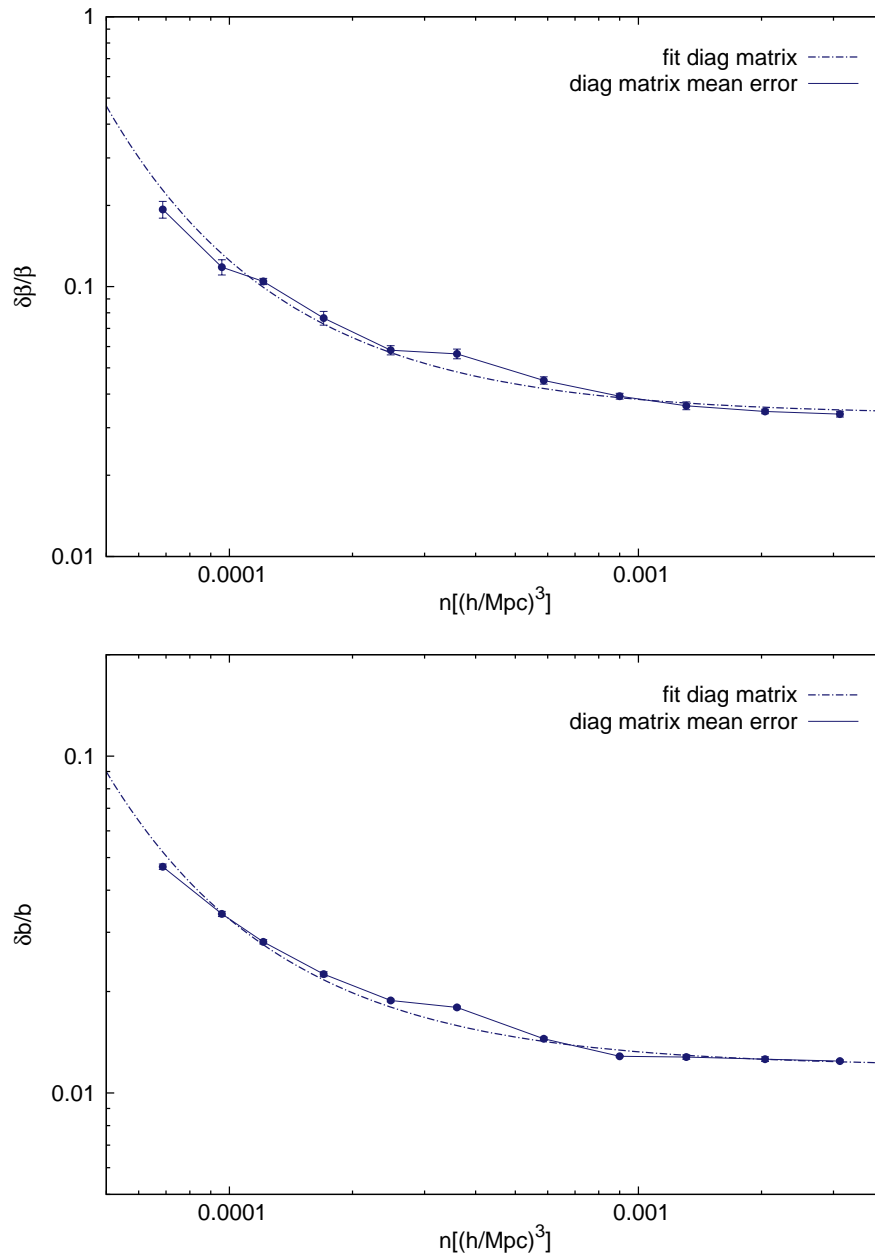 1
fit diag matrix
diag matrix mean error
δβ/β
0.1
0.01
0.0001
0.001
n[(h/Mpc)^3]
fit diag matrix
diag matrix mean error
0.1
δb/b
0.01
0.0001
0.001
n[(h/Mpc)^3]